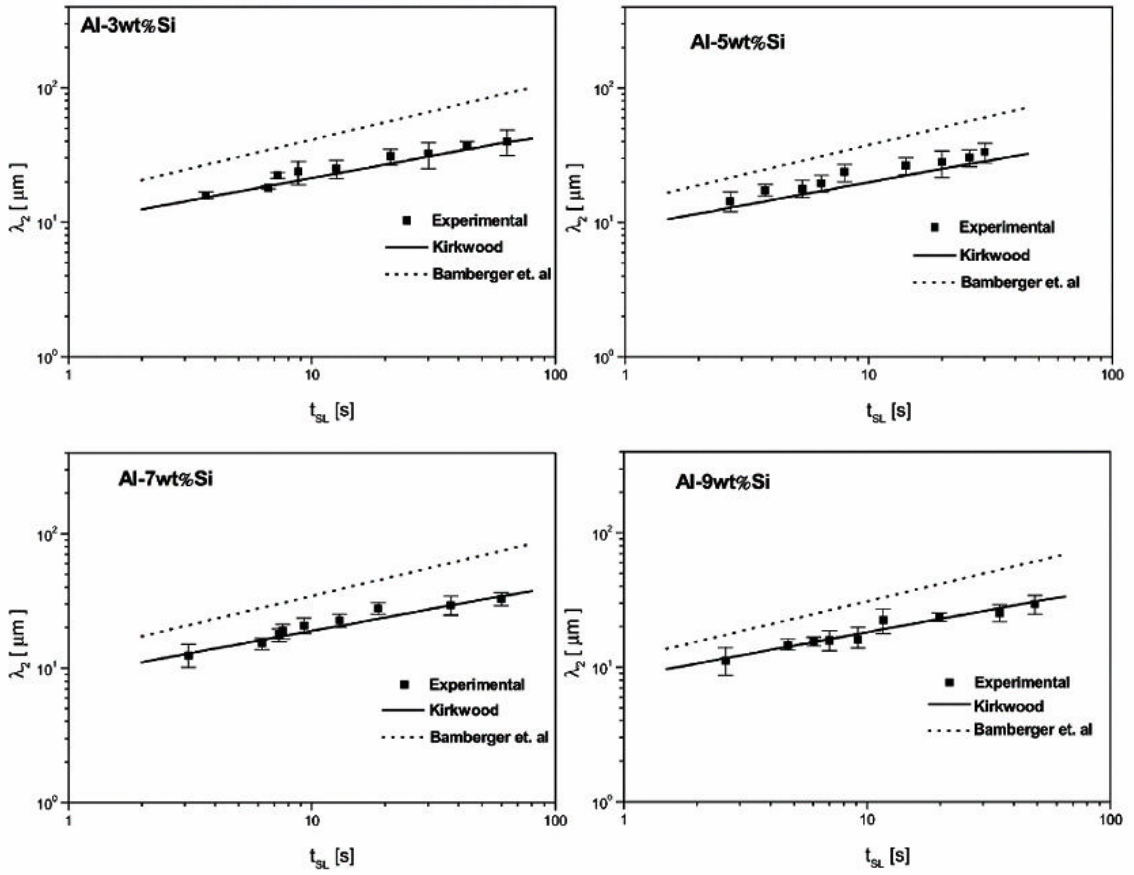 Al-3wt%Si
10²
10¹
10⁰
λ₂ [ μm]
Experimental
Kirkwood
Bamberger et. al
1
10
100
t_SL [s]
Al-5wt%Si
10²
10¹
10⁰
λ₂ [ μm]
Experimental
Kirkwood
Bamberger et. al
1
10
100
t_SL [s]
Al-7wt%Si
10²
10¹
10⁰
λ₂ [ μm]
Experimental
Kirkwood
Bamberger et. al
1
10
100
t_SL [s]
Al-9wt%Si
10²
10¹
10⁰
λ₂ [ μm]
Experimental
Kirkwood
Bamberger et. al
1
10
100
t_SL [s]